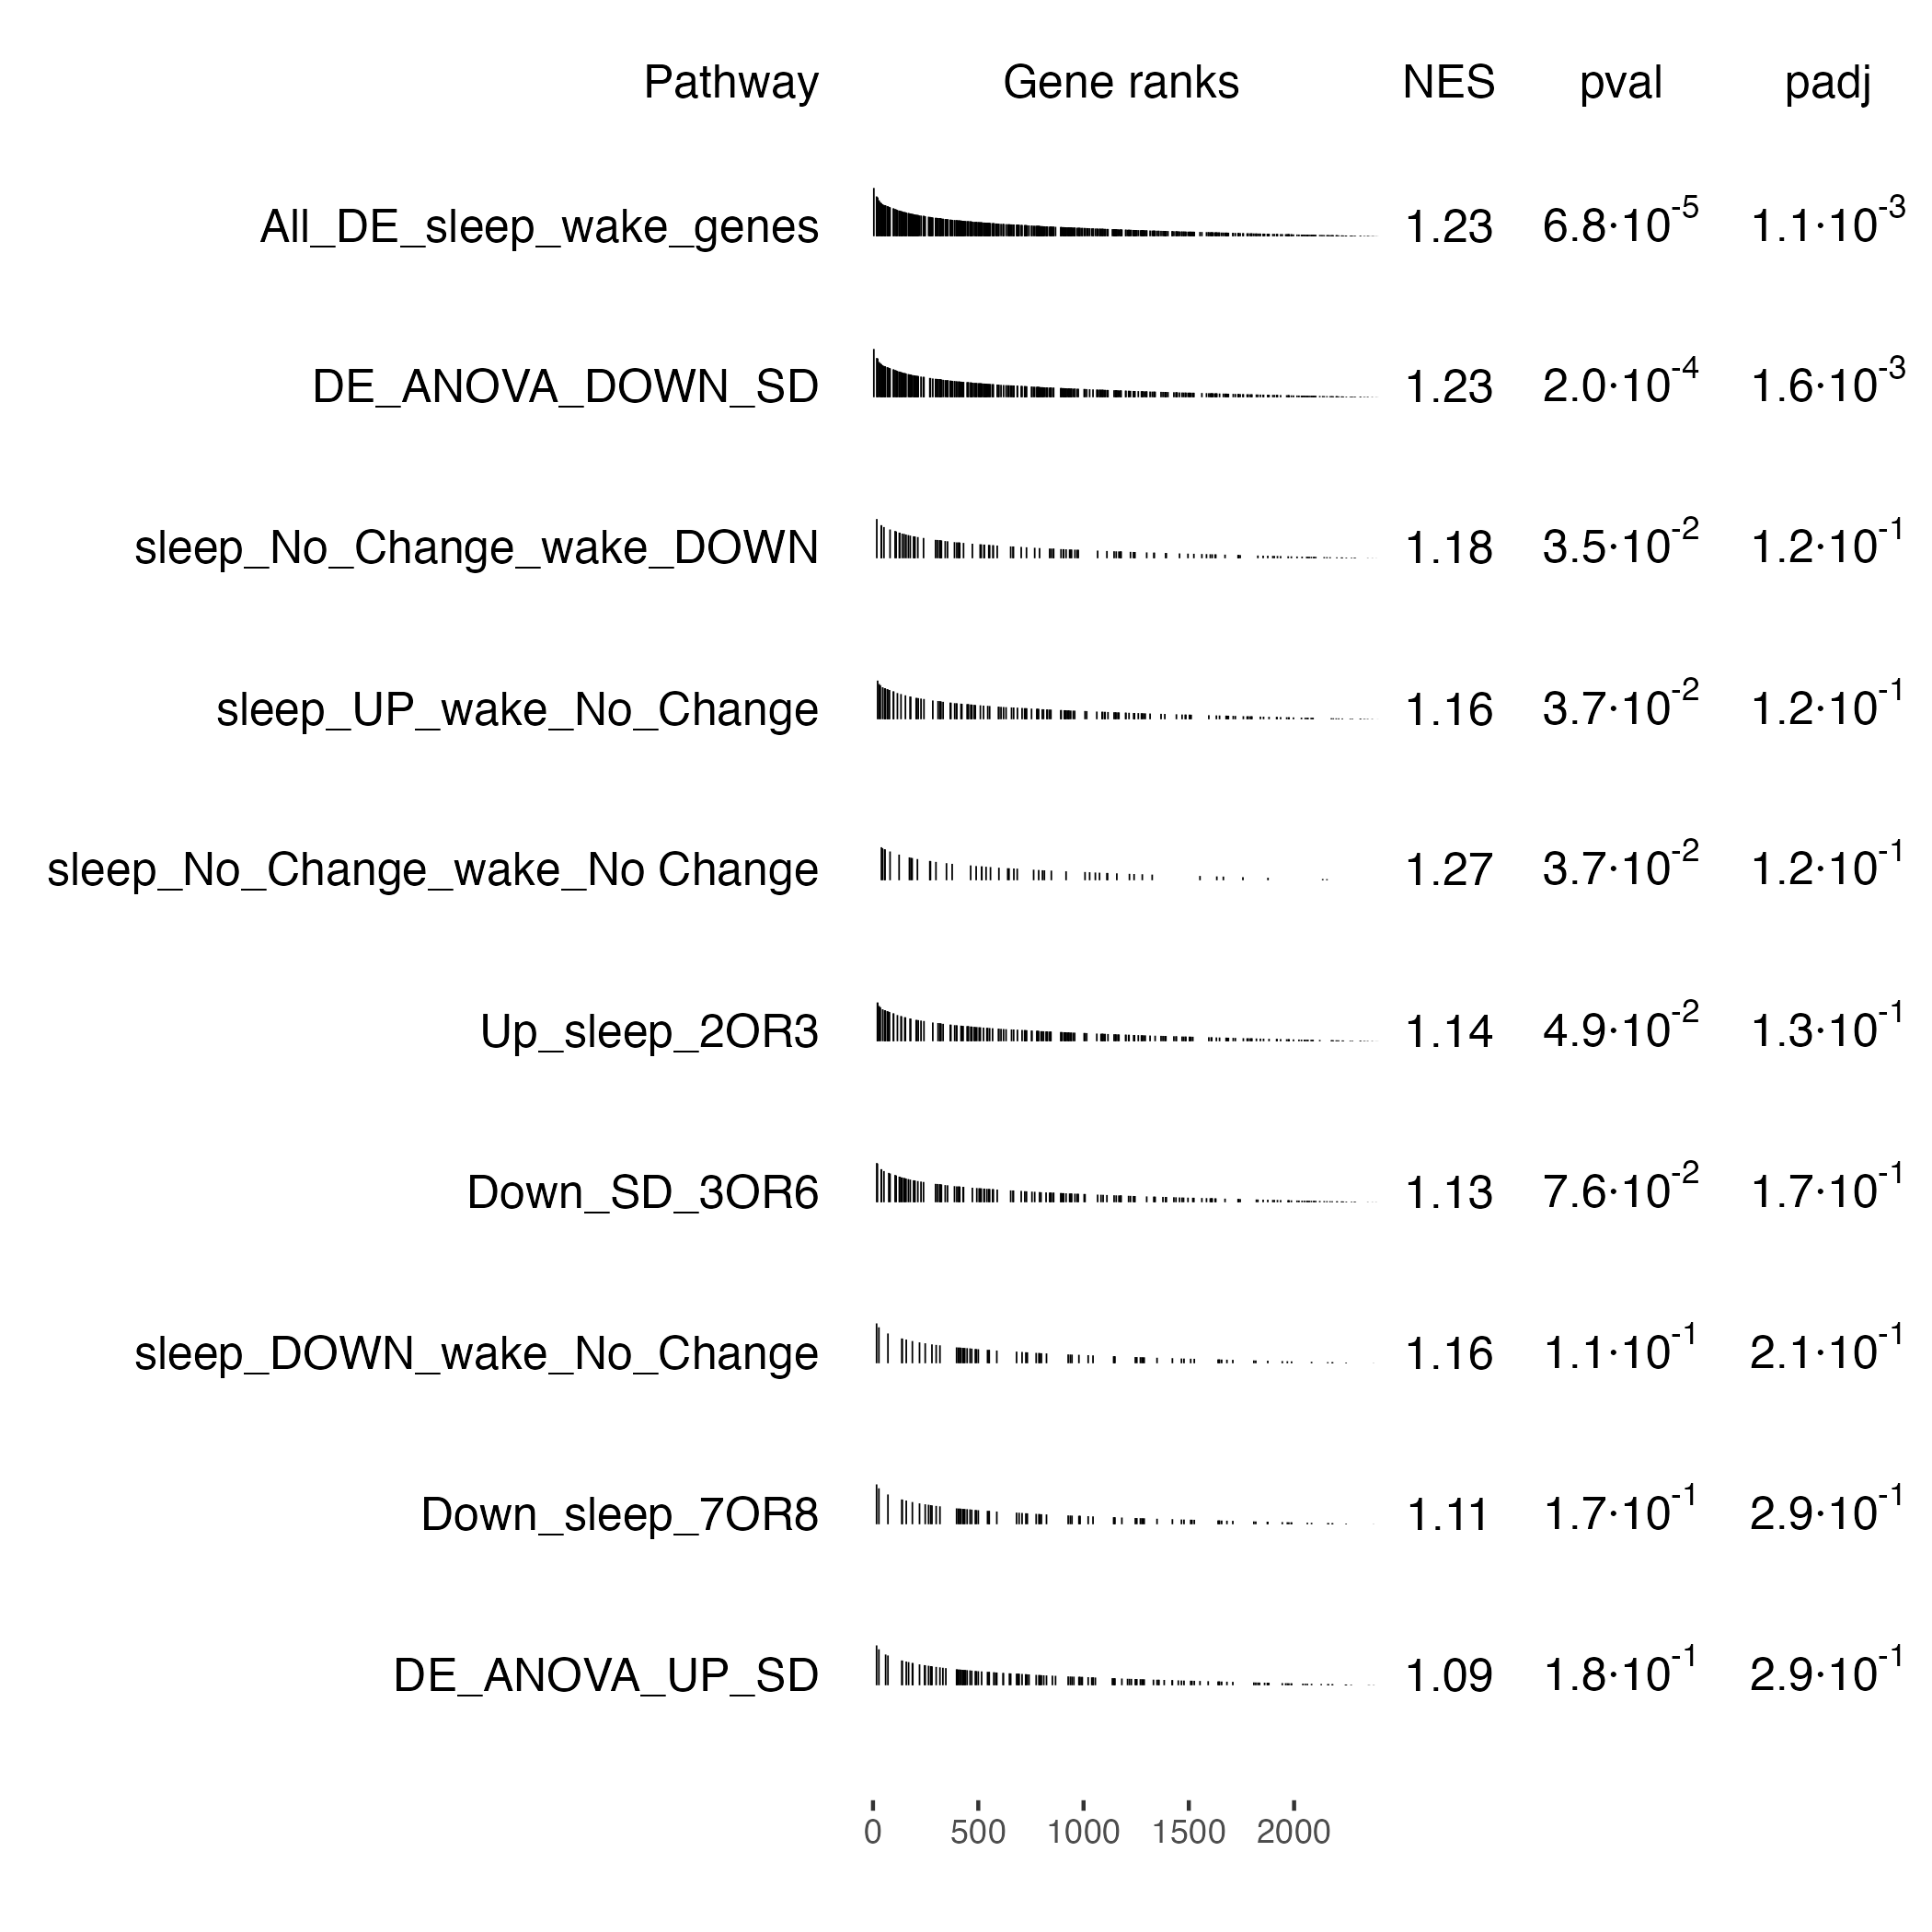 Pathway Gene ranks NES pval padj
All_DE_sleep_wake_genes 1.23 6.8·10⁻⁵ 1.1·10⁻³
DE_ANOVA_DOWN_SD 1.23 2.0·10⁻⁴ 1.6·10⁻³
sleep_No_Change_wake_DOWN 1.18 3.5·10⁻² 1.2·10⁻¹
sleep_UP_wake_No_Change 1.16 3.7·10⁻² 1.2·10⁻¹
sleep_No_Change_wake_No Change 1.27 3.7·10⁻² 1.2·10⁻¹
Up_sleep_2OR3 1.14 4.9·10⁻² 1.3·10⁻¹
Down_SD_3OR6 1.13 7.6·10⁻² 1.7·10⁻¹
sleep_DOWN_wake_No_Change 1.16 1.1·10⁻¹ 2.1·10⁻¹
Down_sleep_7OR8 1.11 1.7·10⁻¹ 2.9·10⁻¹
DE_ANOVA_UP_SD 1.09 1.8·10⁻¹ 2.9·10⁻¹
0 500 1000 1500 2000